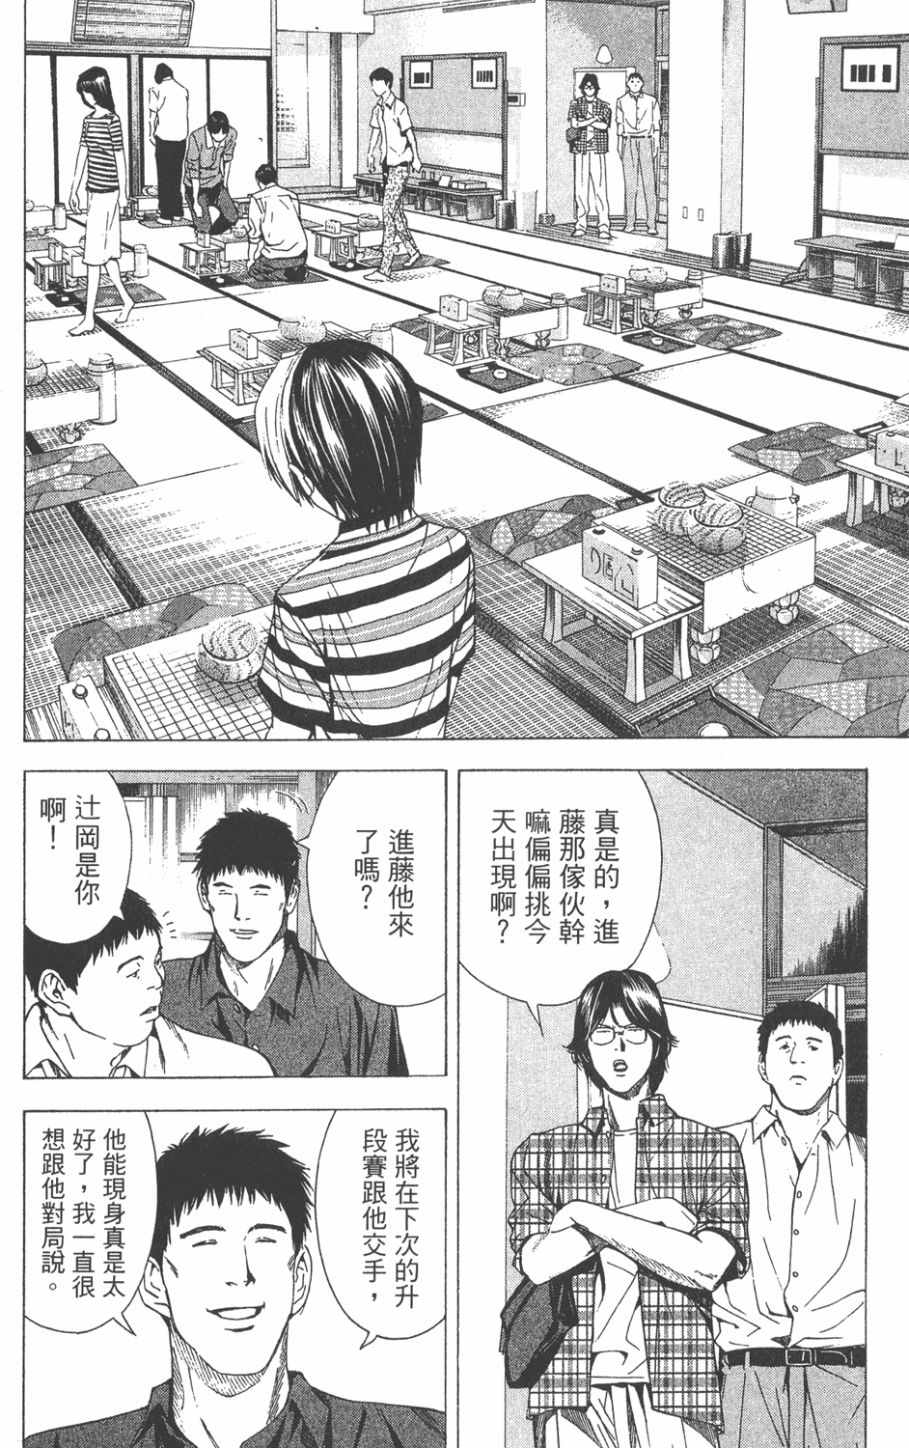 真是的，進
藤那傢伙幹
嘛偏偏挑今
天出現啊？
進藤他來
了嗎？
辻岡是你
啊！
我將在下次的升
段賽跟他交手，
他能現身真是太
好了，我一直很
想跟他對局說。